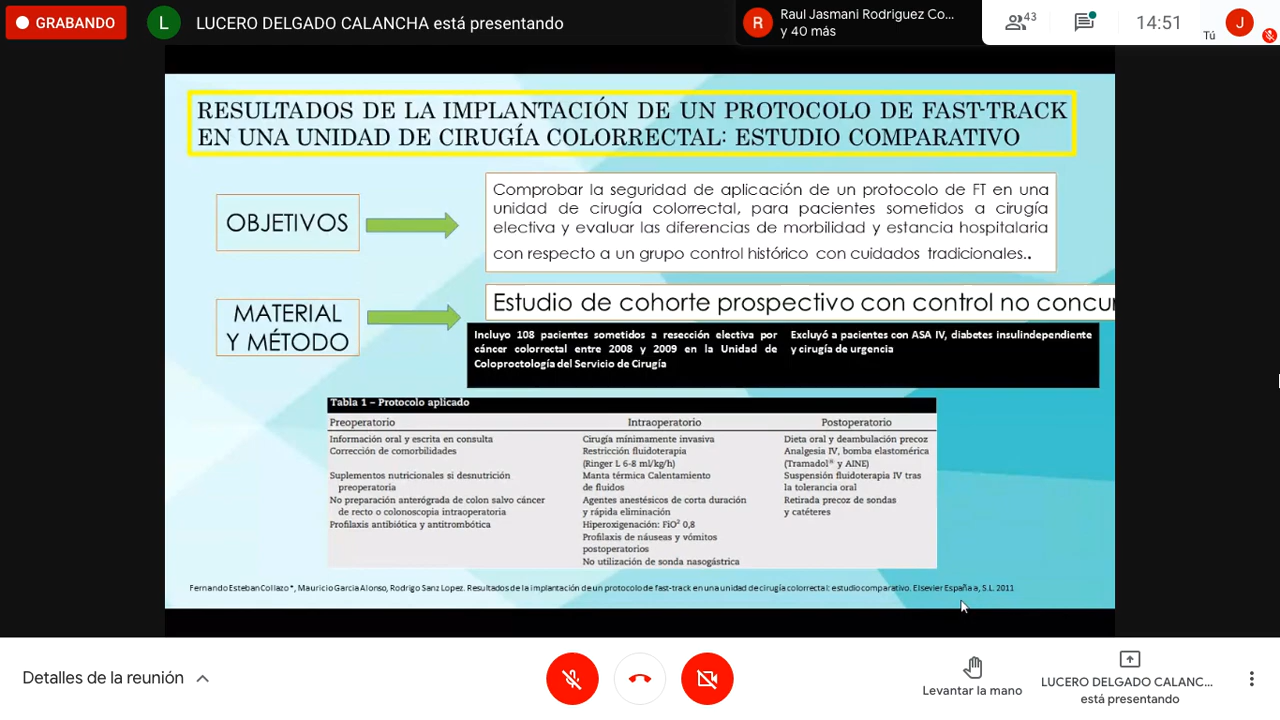 GRABANDO
L
LUCERO DELGADO CALANCHA está presentando
R
Raul Jasmani Rodriguez Co...
y 40 más
43
14:51
Tú
J
RESULTADOS DE LA IMPLANTACIÓN DE UN PROTOCOLO DE FAST-TRACK
EN UNA UNIDAD DE CIRUGÍA COLORRECTAL: ESTUDIO COMPARATIVO
OBJETIVOS
Comprobar la seguridad de aplicación de un protocolo de FT en una
unidad de cirugía colorrectal, para pacientes sometidos a cirugía
electiva y evaluar las diferencias de morbilidad y estancia hospitalaria
con respecto a un grupo control histórico con cuidados tradicionales..
MATERIAL
Y MÉTODO
Estudio de cohorte prospectivo con control no concur
Incluyo 108 pacientes sometidos a resección electiva por
cáncer colorrectal entre 2008 y 2009 en la Unidad de
Coloproctología del Servicio de Cirugía
Excluyó a pacientes con ASA IV, diabetes insulindependiente
y cirugía de urgencia
Tabla 1 – Protocolo aplicado
Preoperatorio Intraoperatorio Postoperatorio
Información oral y escrita en consulta Cirugía mínimamente invasiva Dieta oral y deambulación precoz
Corrección de comorbilidades Restricción fluidoterapia Analgesia IV, bomba elastomérica
(Ringer L 6-8 ml/kg/h) (Tramadol® y AINE)
Suplementos nutricionales si desnutrición Manta térmica Calentamiento Suspensión fluidoterapia IV tras
preoperatoria de fluidos la tolerancia oral
No preparación anterógrada de colon salvo cáncer Agentes anestésicos de corta duración Retirada precoz de sondas
de recto o colonoscopia intraoperatoria y rápida eliminación y catéteres
Profilaxis antibiótica y antitrombótica Hiperoxigenación: FiO² 0,8
Profilaxis de náuseas y vómitos
postoperatorios
No utilización de sonda nasogástrica
Fernando Esteban Collazo *, Mauricio Garcia Alonso, Rodrigo Sanz Lopez. Resultados de la implantación de un protocolo de fast-track en una unidad de cirugía colorrectal: estudio comparativo. Elsevier España a, S.L. 2011
Detalles de la reunión
Levantar la mano
LUCERO DELGADO CALANC...
está presentando